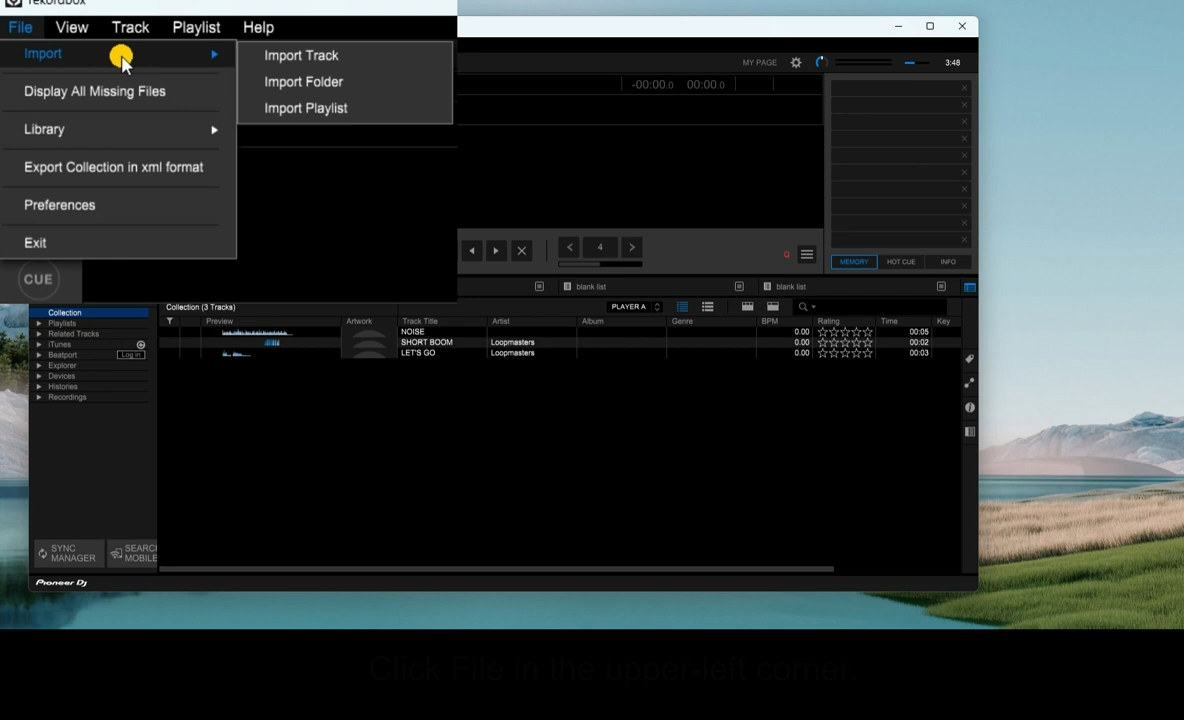 rekordbox
File View Track Playlist Help
Import
Import Track
Import Folder
Display All Missing Files
Import Playlist
Library
Export Collection in xml format
Preferences
Exit
CUE
MY PAGE 3:48
-00:00.0 00:00.0
4
Q
MEMORY HOT CUE INFO
blank list blank list
Collection (3 Tracks) PLAYER A
Preview Artwork Track Title Artist Album Genre BPM Rating Time Key
NOISE 0.00 00:05
SHORT BOOM Loopmasters 0.00 00:02
LET'S GO Loopmasters 0.00 00:03
Collection
Playlists
Related Tracks
iTunes
Beatport Log in
Explorer
Devices
Histories
Recordings
SYNC MANAGER
SEARCH MOBILE
Pioneer Dj
Click File in the upper-left corner.